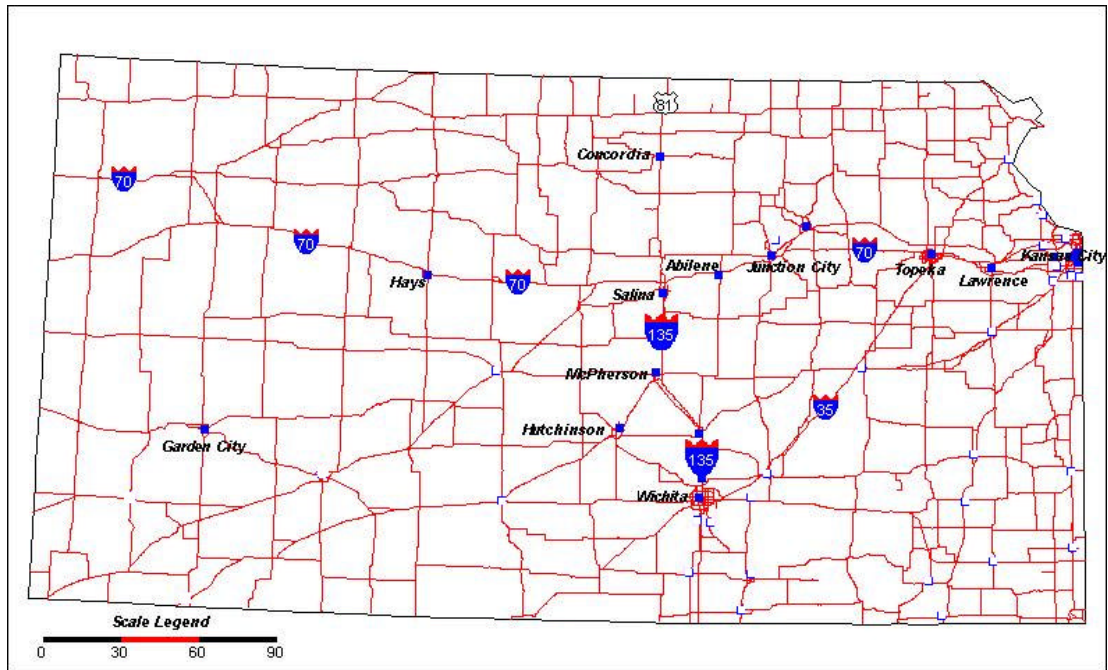 81
Concordia
70
70
70
Kansas City
Abilene
Junction City
Topeka
Hays
70
Lawrence
Salina
135
McPherson
35
Hutchinson
Garden City
135
Wichita
Scale Legend
0 30 60 90